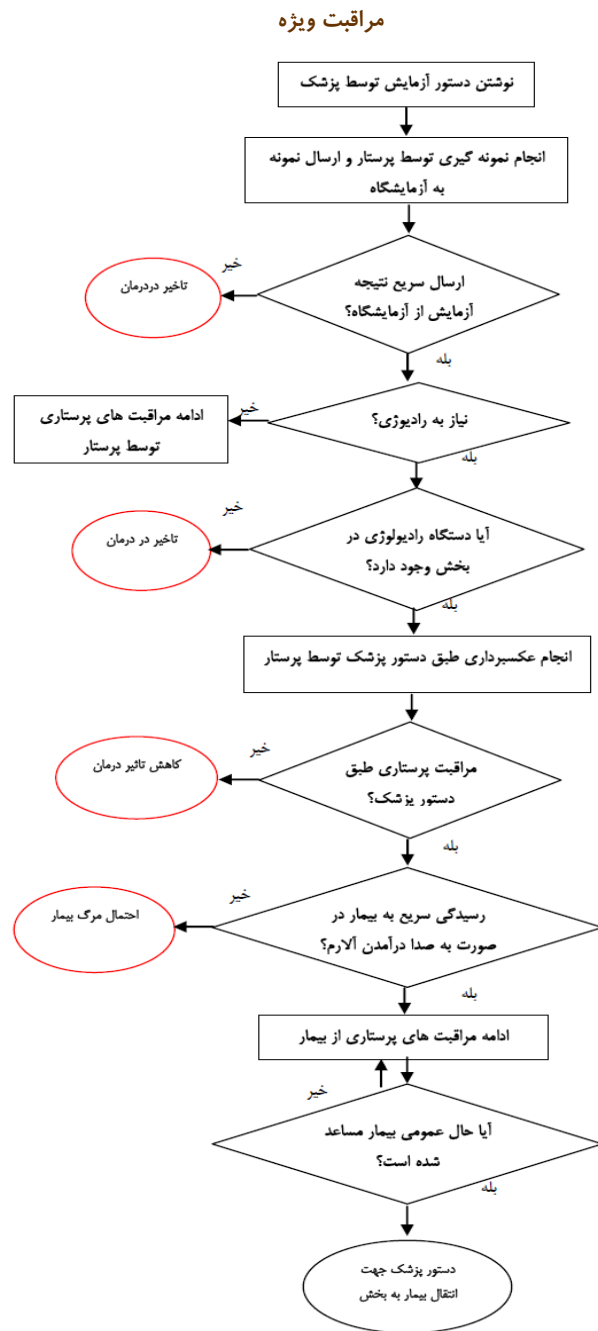 مراقبت ویژه
نوشتن دستور آزمایش توسط پزشک
انجام نمونه گیری توسط پرستار و ارسال نمونه
به آزمایشگاه
ارسال سریع نتیجه
آزمایش از آزمایشگاه؟
خیر
تاخیر دردرمان
بله
نیاز به رادیوژی؟
خیر
ادامه مراقبت های پرستاری
توسط پرستار
بله
آیا دستگاه رادیولوژی در
بخش وجود دارد؟
خیر
تاخیر در درمان
بله
انجام عکسبرداری طبق دستور پزشک توسط پرستار
مراقبت پرستاری طبق
دستور پزشک؟
خیر
کاهش تاثیر درمان
بله
رسیدگی سریع به بیمار در
صورت به صدا درآمدن آلارم؟
خیر
احتمال مرگ بیمار
بله
ادامه مراقبت های پرستاری از بیمار
خیر
آیا حال عمومی بیمار مساعد
شده است؟
بله
دستور پزشک جهت
انتقال بیمار به بخش